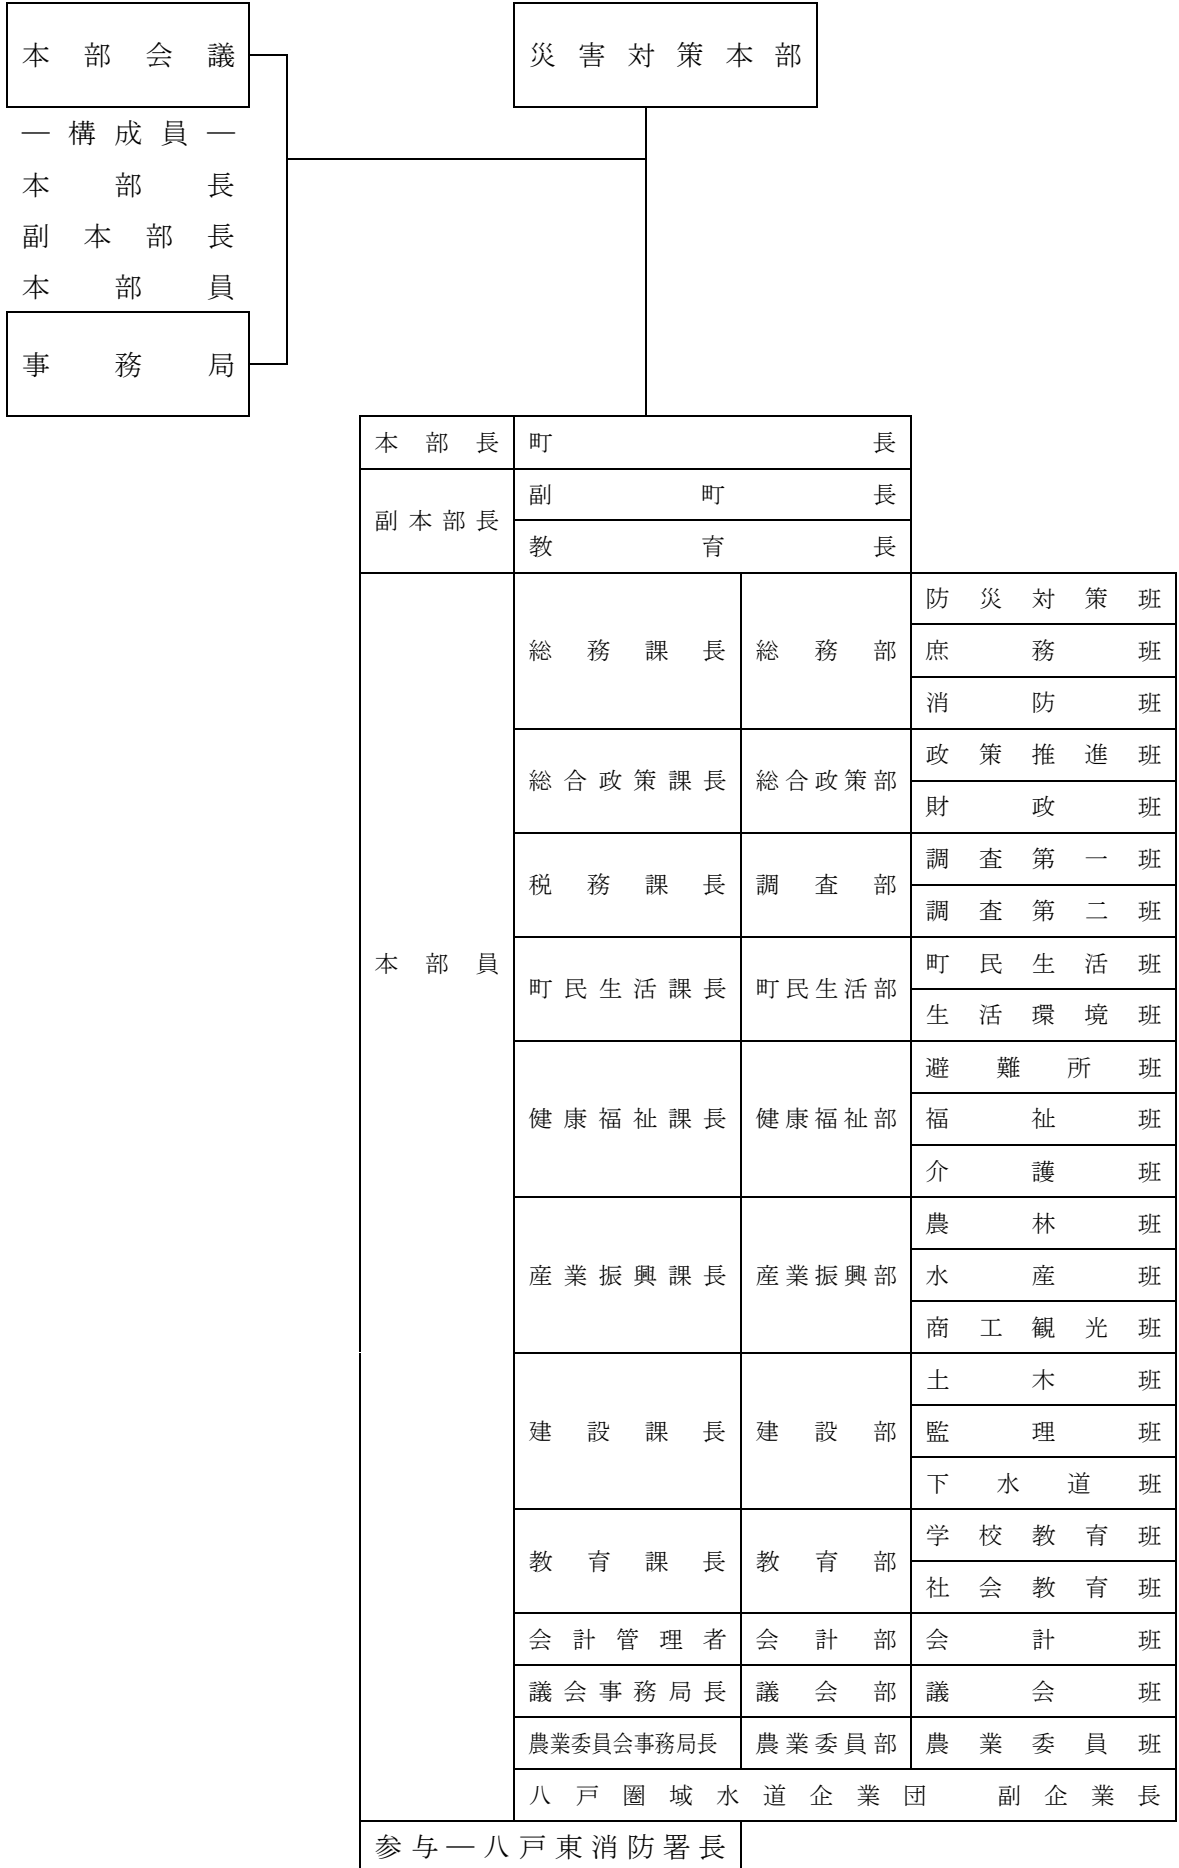 本部会議
災害対策本部
―構成員―
本部長
副本部長
本部員
事務局
本部長 町長
副本部長 副町長
教育長
本部員
総務課長 総務部 防災対策班
庶務班
消防班
総合政策課長 総合政策部 政策推進班
財政班
税務課長 調査部 調査第一班
調査第二班
町民生活課長 町民生活部 町民生活班
生活環境班
健康福祉課長 健康福祉部 避難所班
福祉班
介護班
産業振興課長 産業振興部 農林班
水産班
商工観光班
建設課長 建設部 土木班
監理班
下水道班
教育課長 教育部 学校教育班
社会教育班
会計管理者 会計部 会計班
議会事務局長 議会部 議会班
農業委員会事務局長 農業委員部 農業委員班
八戸圏域水道企業団 副企業長
参与―八戸東消防署長